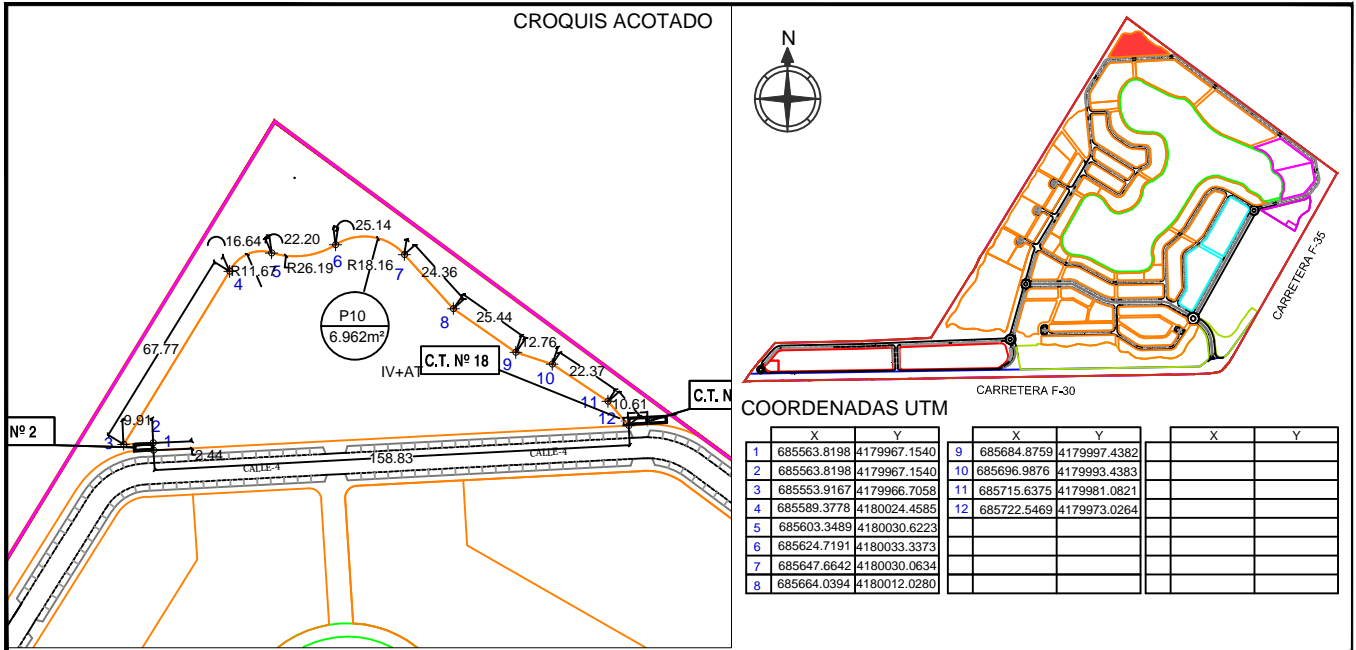 CROQUIS ACOTADO
16.64
22.20
25.14
R11.67
R26.19
R18.16
4
5
6
7
24.36
P10
6.962m²
8
25.44
67.77
C.T. Nº 18
12.76
IV+AT
9
10
22.37
11
10.61
12
C.T. N
Nº 2
9.91
3
2
1
2.44
CALLE-4
158.83
CALLE-4
N
CARRETERA F-35
CARRETERA F-30
COORDENADAS UTM
X Y X Y X Y
1 685563.8198 4179967.1540 9 685684.8759 4179997.4382
2 685563.8198 4179967.1540 10 685696.9876 4179993.4383
3 685553.9167 4179966.7058 11 685715.6375 4179981.0821
4 685589.3778 4180024.4585 12 685722.5469 4179973.0264
5 685603.3489 4180030.6223
6 685624.7191 4180033.3373
7 685647.6642 4180030.0634
8 685664.0394 4180012.0280